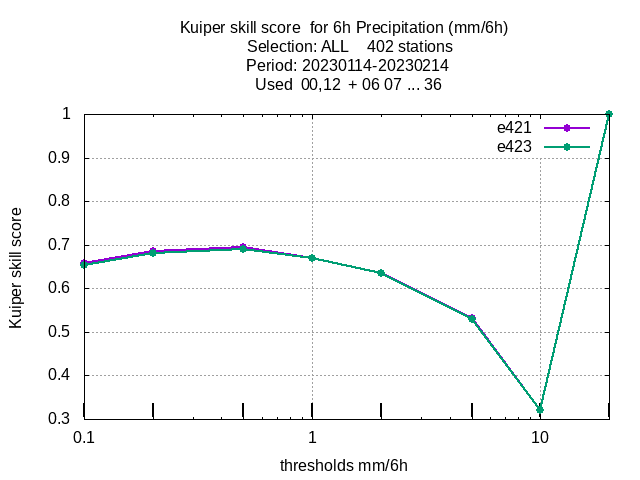 Kuiper skill score  for 6h Precipitation (mm/6h)
Selection: ALL    402 stations
Period: 20230114-20230214
Used  00,12  + 06 07 ... 36
e421
e423
1
0.9
0.8
0.7
0.6
0.5
0.4
0.3
Kuiper skill score
0.1
1
10
thresholds mm/6h